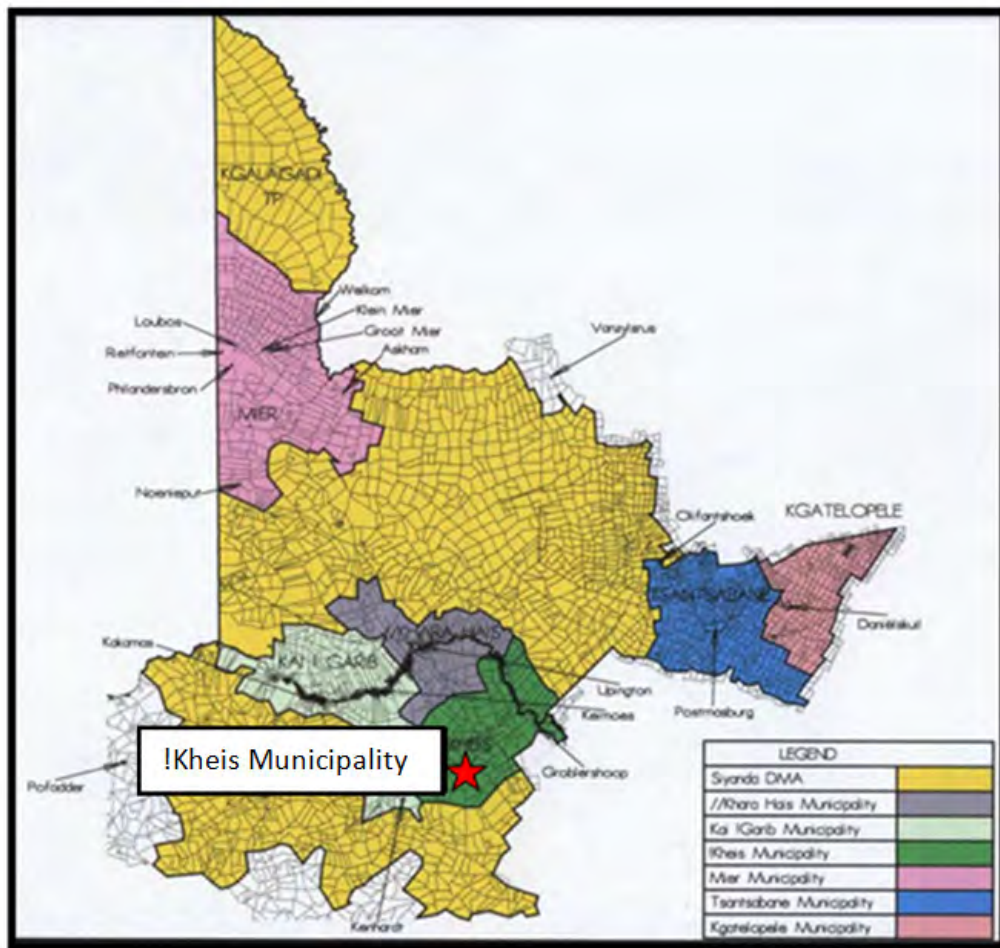 KGALAGADI
TP
Welkom
Klein Mier
Groot Mier
Askham
Loubos
Rietfontein
Philandersbron
MIER
Noenieput
Vanzylsrus
Olifantshoek
KGATELOPELE
TSANTSABANE
Daniëlskuil
Postmasburg
Kakamas
KAI ! GARIB
//KHARA HAIS
Upington
Keimoes
Groblershoop
!Kheis Municipality
Pofadder
Kenhardt
LEGEND
Siyanda DMA
//Khara Hais Municipality
Kai !Garib Municipality
!Kheis Municipality
Mier Municipality
Tsantsabane Municipality
Kgatelopele Municipality